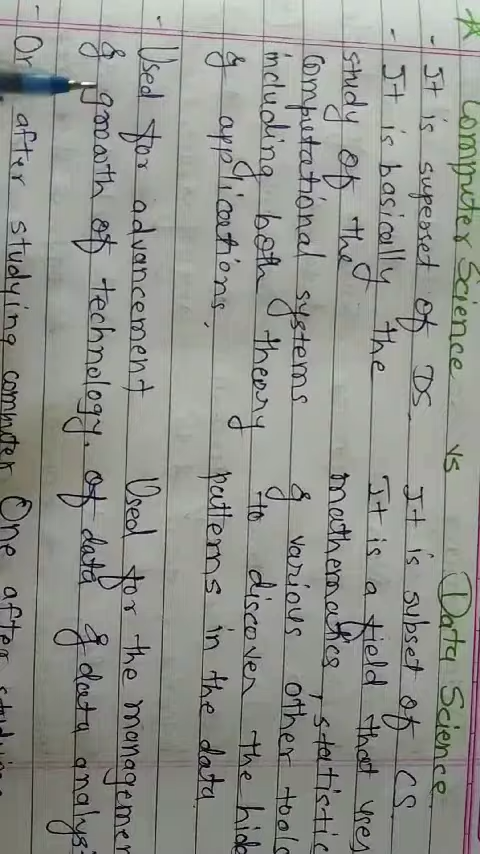 * Computer Science vs Data Science
- It is superset of DS. It is subset of CS
- It is basically the It is a field that uses
study of the mathematics, statistic
Computational systems & various other tools
including both theory to discover the hidde
& applications. patterns in the data
- Used for advancement Used for the managemen
& growth of technology. of data & data analys
- after studying computer One after